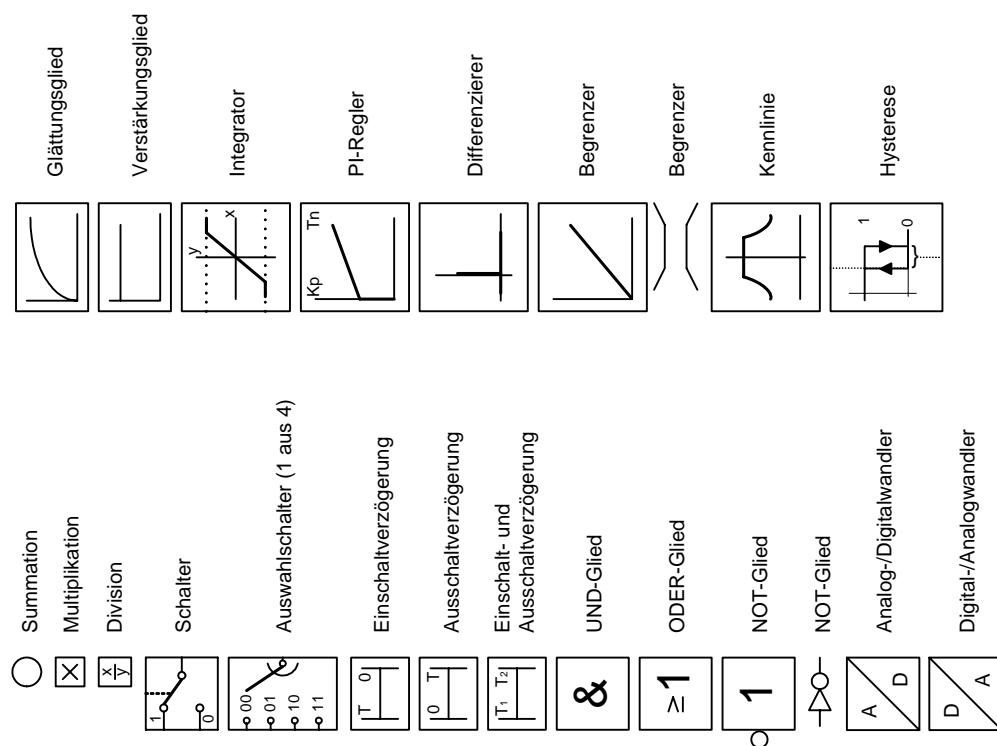 Glättungsglied
Verstärkungsglied
y
x
Integrator
Kp
Tn
PI-Regler
Differenzierer
Begrenzer
Begrenzer
Kennlinie
1
0
Hysterese
Summation
Multiplikation
x
y
Division
1
0
Schalter
00
01
10
11
Auswahlschalter (1 aus 4)
T 0
Einschaltverzögerung
0 T
Ausschaltverzögerung
T1 T2
Einschalt- und
Ausschaltverzögerung
&
UND-Glied
≥1
ODER-Glied
1
NOT-Glied
NOT-Glied
A
D
Analog-/Digitalwandler
D
A
Digital-/Analogwandler